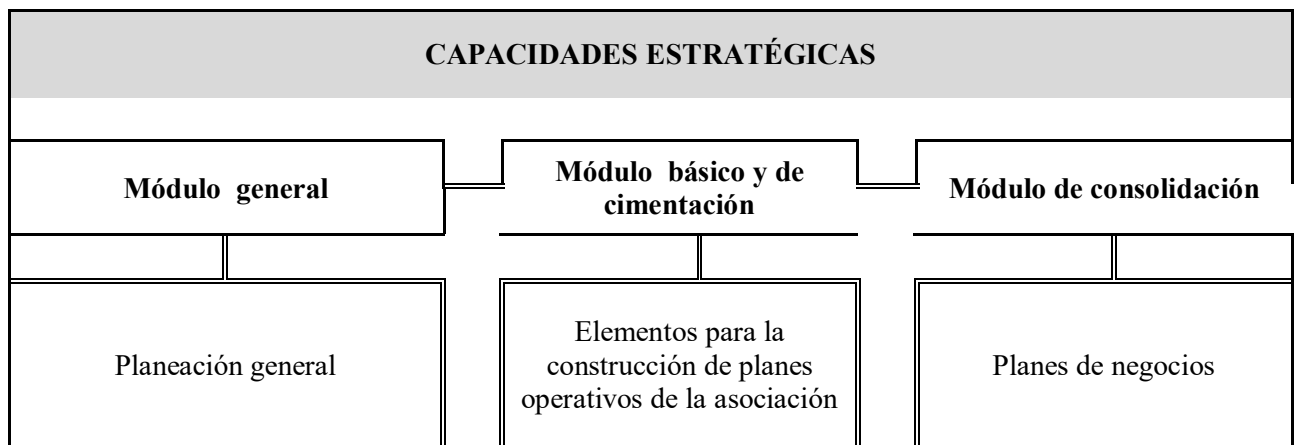 CAPACIDADES ESTRATÉGICAS
Módulo general
Módulo básico y de
cimentación
Módulo de consolidación
Planeación general
Elementos para la
construcción de planes
operativos de la asociación
Planes de negocios